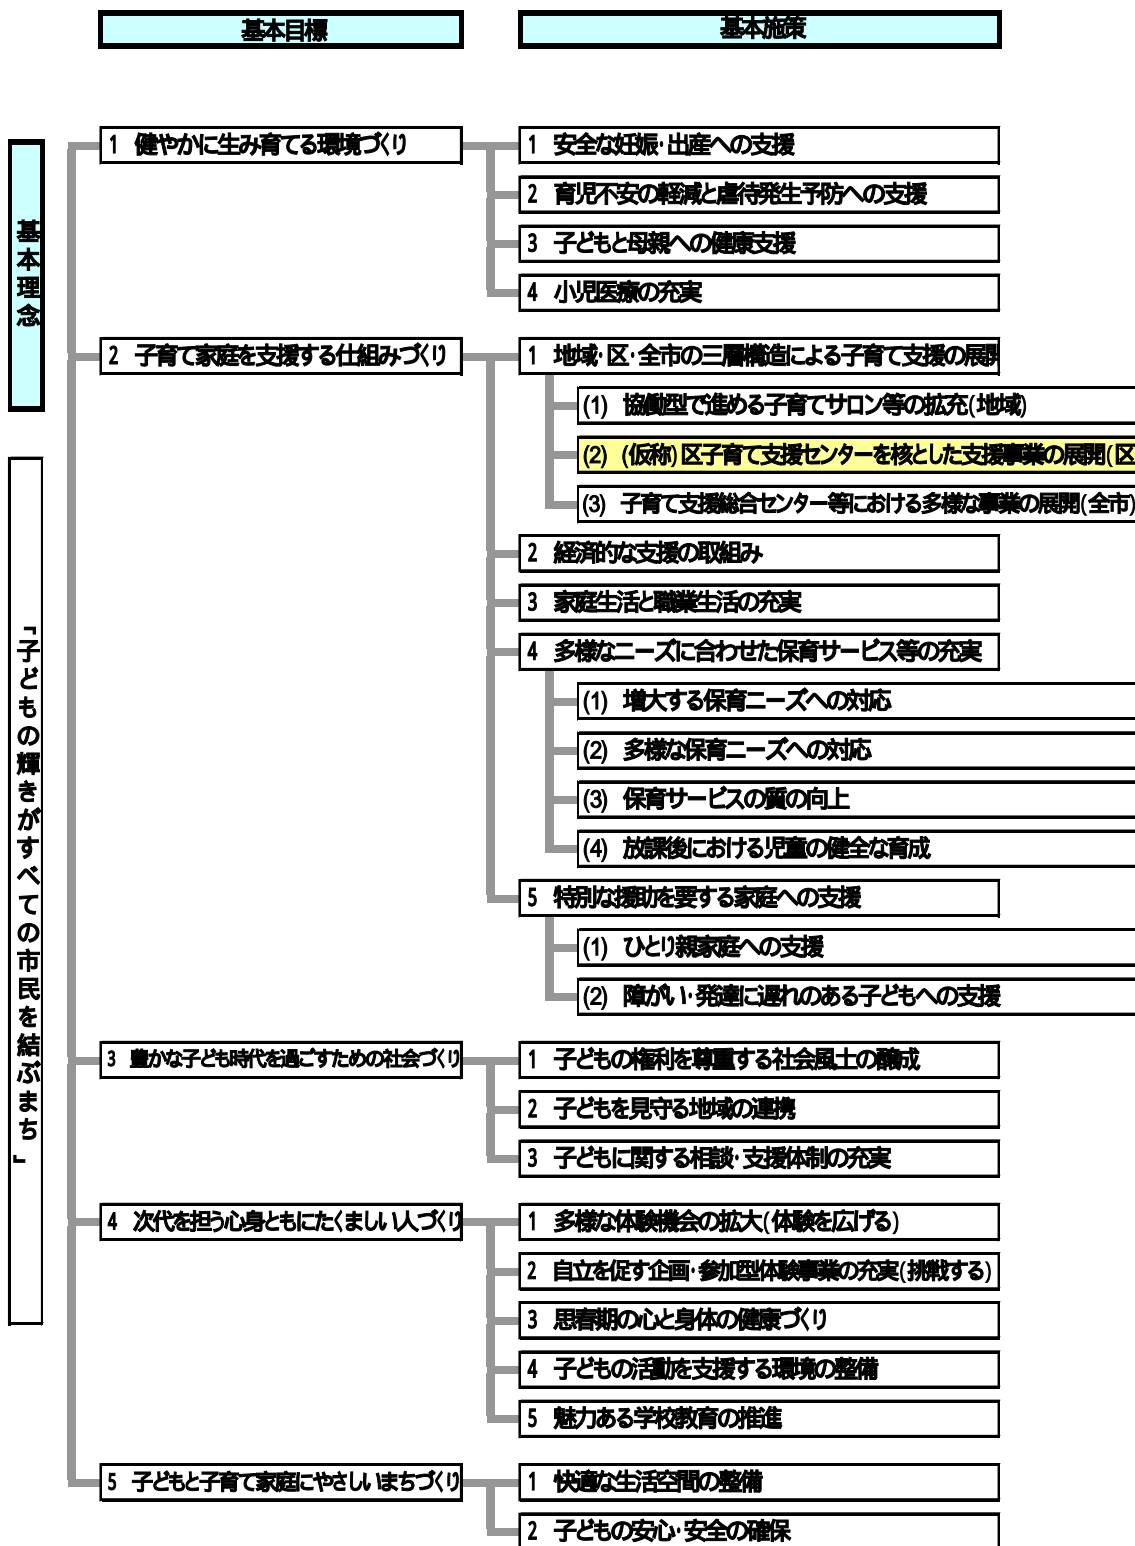 基本目標
基本施策
基本理念
「子どもの輝きがすべての市民を結ぶまち」
1 健やかに生み育てる環境づくり
1 安全な妊娠・出産への支援
2 育児不安の軽減と虐待発生予防への支援
3 子どもと母親への健康支援
4 小児医療の充実
2 子育て家庭を支援する仕組みづくり
1 地域・区・全市の三層構造による子育て支援の展開
(1) 協働型で進める子育てサロン等の拡充(地域)
(2) (仮称)区子育て支援センターを核とした支援事業の展開(区
(3) 子育て支援総合センター等における多様な事業の展開(全市)
2 経済的な支援の取組み
3 家庭生活と職業生活の充実
4 多様なニーズに合わせた保育サービス等の充実
(1) 増大する保育ニーズへの対応
(2) 多様な保育ニーズへの対応
(3) 保育サービスの質の向上
(4) 放課後における児童の健全な育成
5 特別な援助を要する家庭への支援
(1) ひとり親家庭への支援
(2) 障がい・発達に遅れのある子どもへの支援
3 豊かな子ども時代を過ごすための社会づくり
1 子どもの権利を尊重する社会風土の醸成
2 子どもを見守る地域の連携
3 子どもに関する相談・支援体制の充実
4 次代を担う心身ともにたくましい人づくり
1 多様な体験機会の拡大(体験を広げる)
2 自立を促す企画・参加型体験事業の充実(挑戦する)
3 思春期の心と身体の健康づくり
4 子どもの活動を支援する環境の整備
5 魅力ある学校教育の推進
5 子どもと子育て家庭にやさしいまちづくり
1 快適な生活空間の整備
2 子どもの安心・安全の確保